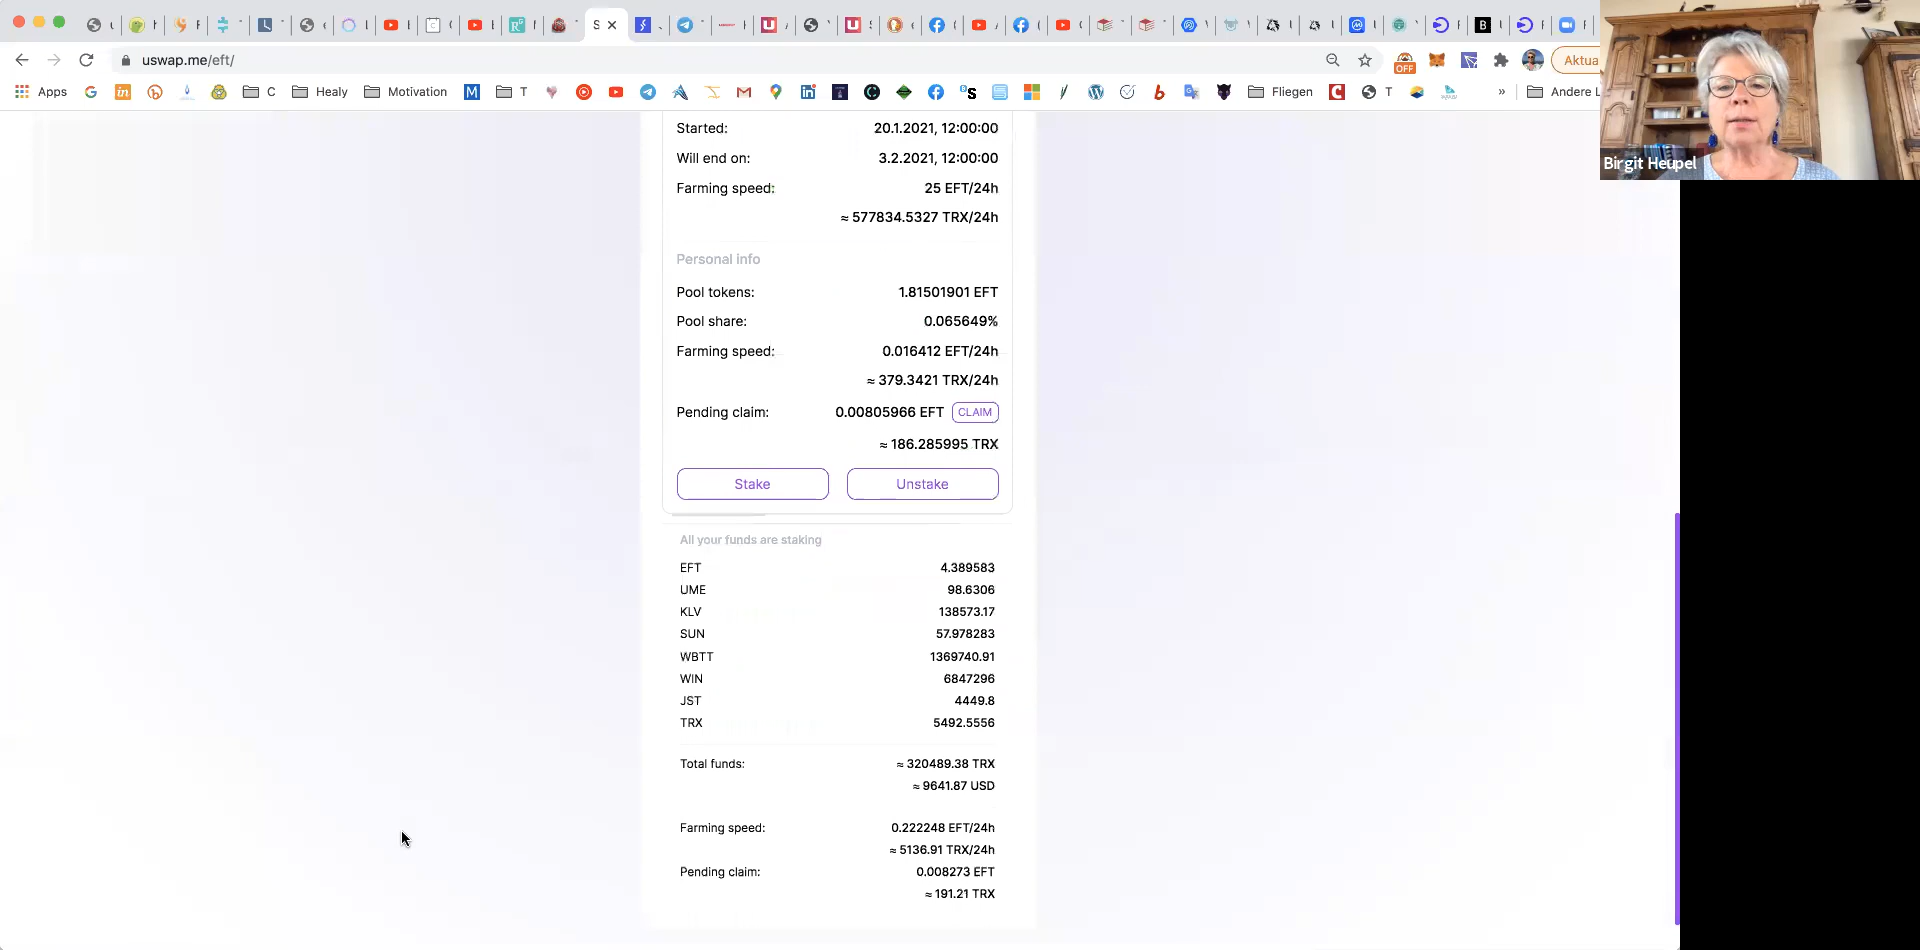 S
uswap.me/eft/
OFF
Aktua
Apps
C
Healy
Motivation
T
Fliegen
T
»
Andere L
Birgit Heupel
Started: 20.1.2021, 12:00:00
Will end on: 3.2.2021, 12:00:00
Farming speed: 25 EFT/24h
≈ 577834.5327 TRX/24h
Personal info
Pool tokens: 1.81501901 EFT
Pool share: 0.065649%
Farming speed: 0.016412 EFT/24h
≈ 379.3421 TRX/24h
Pending claim: 0.00805966 EFT CLAIM
≈ 186.285995 TRX
Stake Unstake
All your funds are staking
EFT 4.389583
UME 98.6306
KLV 138573.17
SUN 57.978283
WBTT 1369740.91
WIN 6847296
JST 4449.8
TRX 5492.5556
Total funds: ≈ 320489.38 TRX
≈ 9641.87 USD
Farming speed: 0.222248 EFT/24h
≈ 5136.91 TRX/24h
Pending claim: 0.008273 EFT
≈ 191.21 TRX